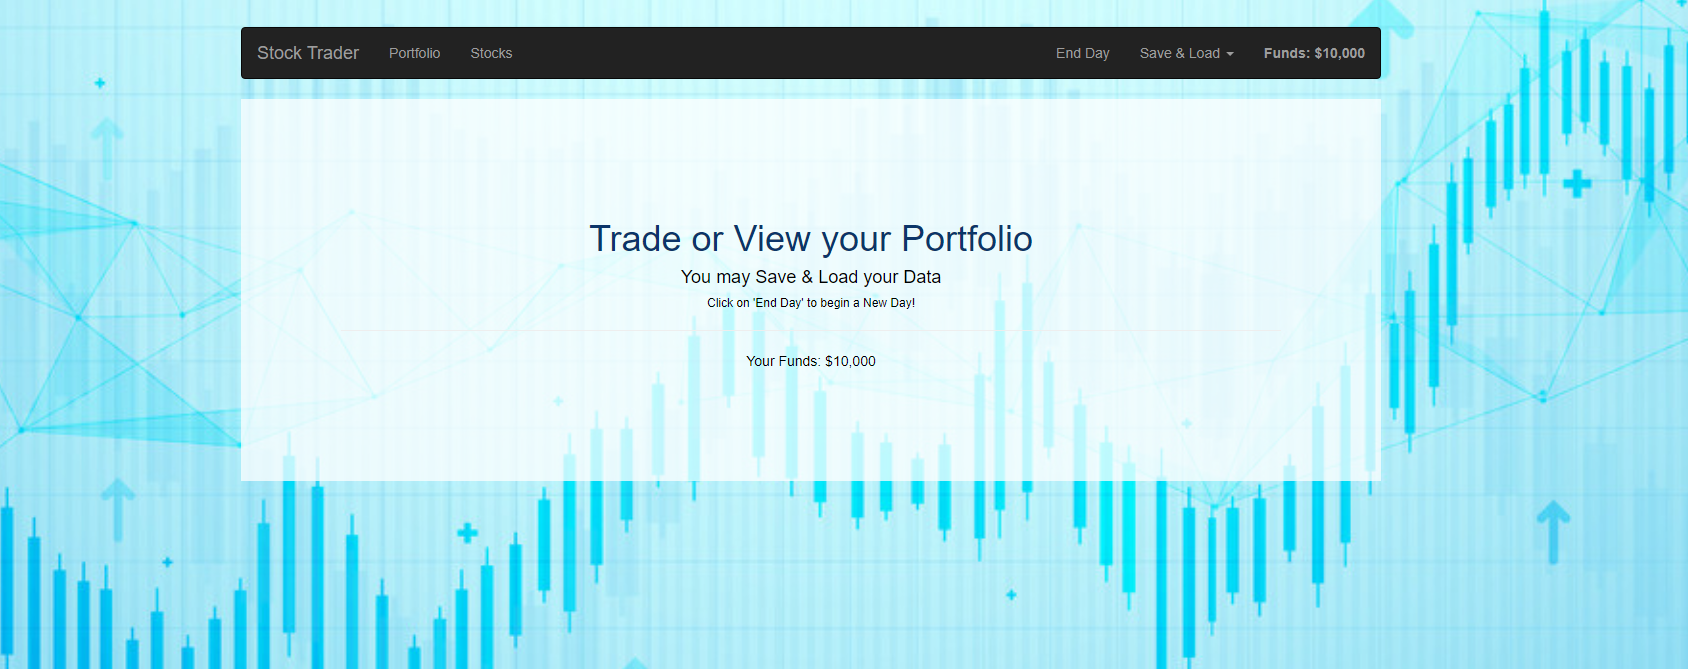 Stock Trader Portfolio Stocks End Day Save & Load Funds: $10,000
Trade or View your Portfolio
You may Save & Load your Data
Click on 'End Day' to begin a New Day!
Your Funds: $10,000